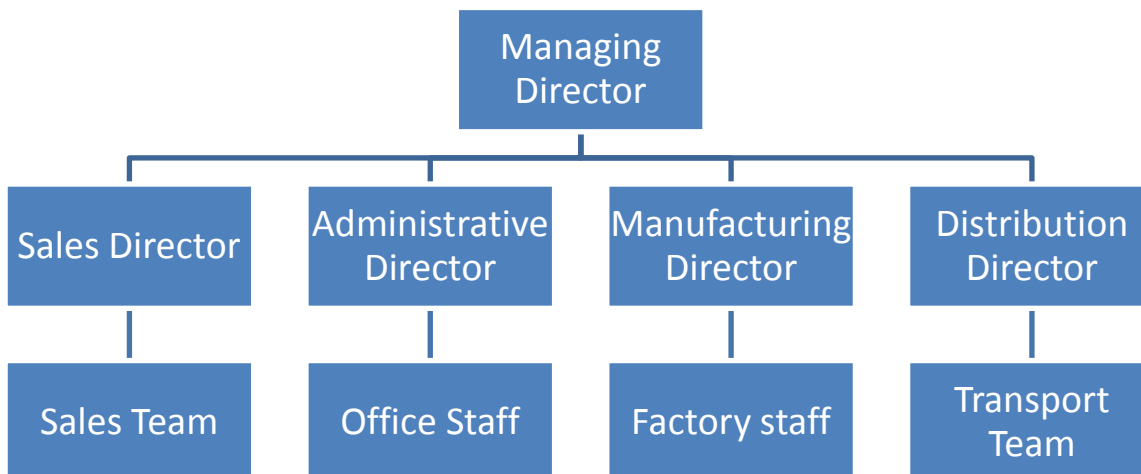 Managing
Director
Sales Director
Administrative
Director
Manufacturing
Director
Distribution
Director
Sales Team
Office Staff
Factory staff
Transport
Team